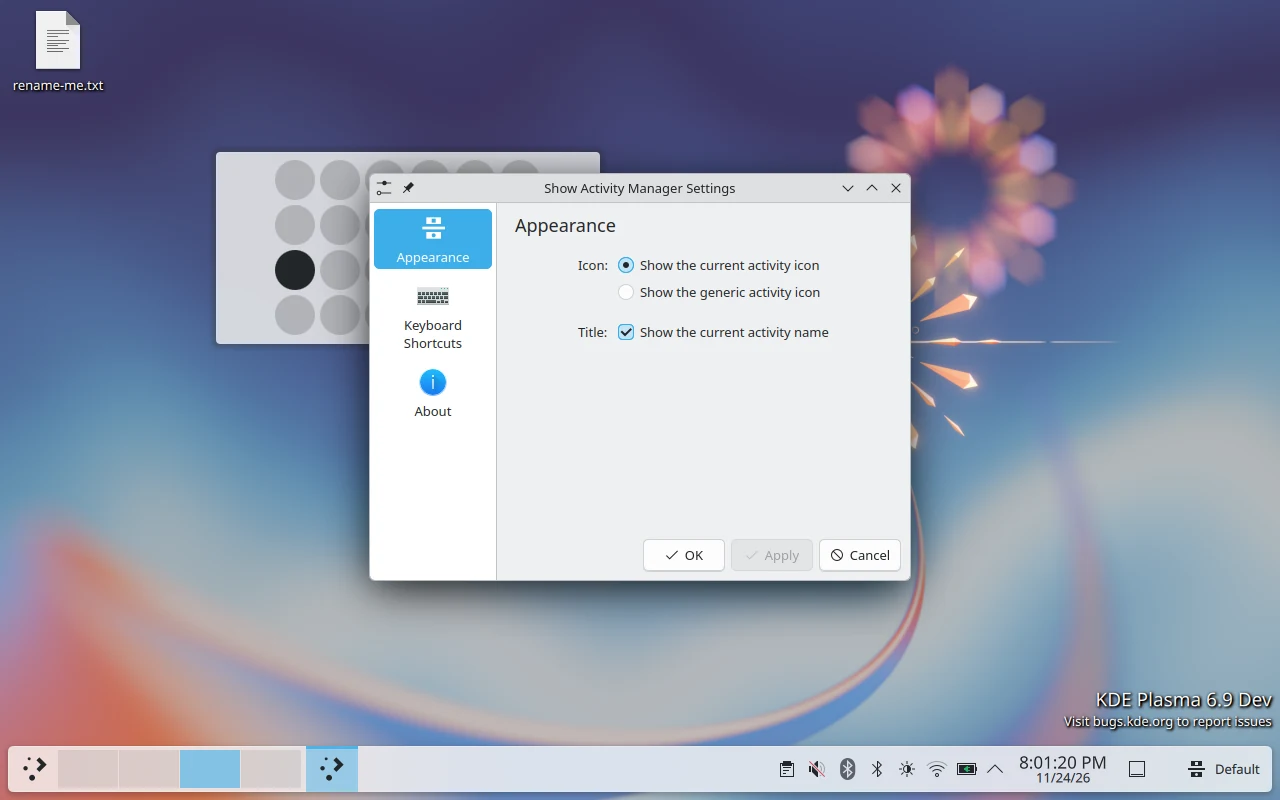 rename-me.txt
Show Activity Manager Settings
Appearance
Keyboard
Shortcuts
About
Appearance
Icon:
Show the current activity icon
Show the generic activity icon
Title:
Show the current activity name
OK
Apply
Cancel
KDE Plasma 6.9 Dev
Visit bugs.kde.org to report issues
8:01:20 PM
11/24/26
Default